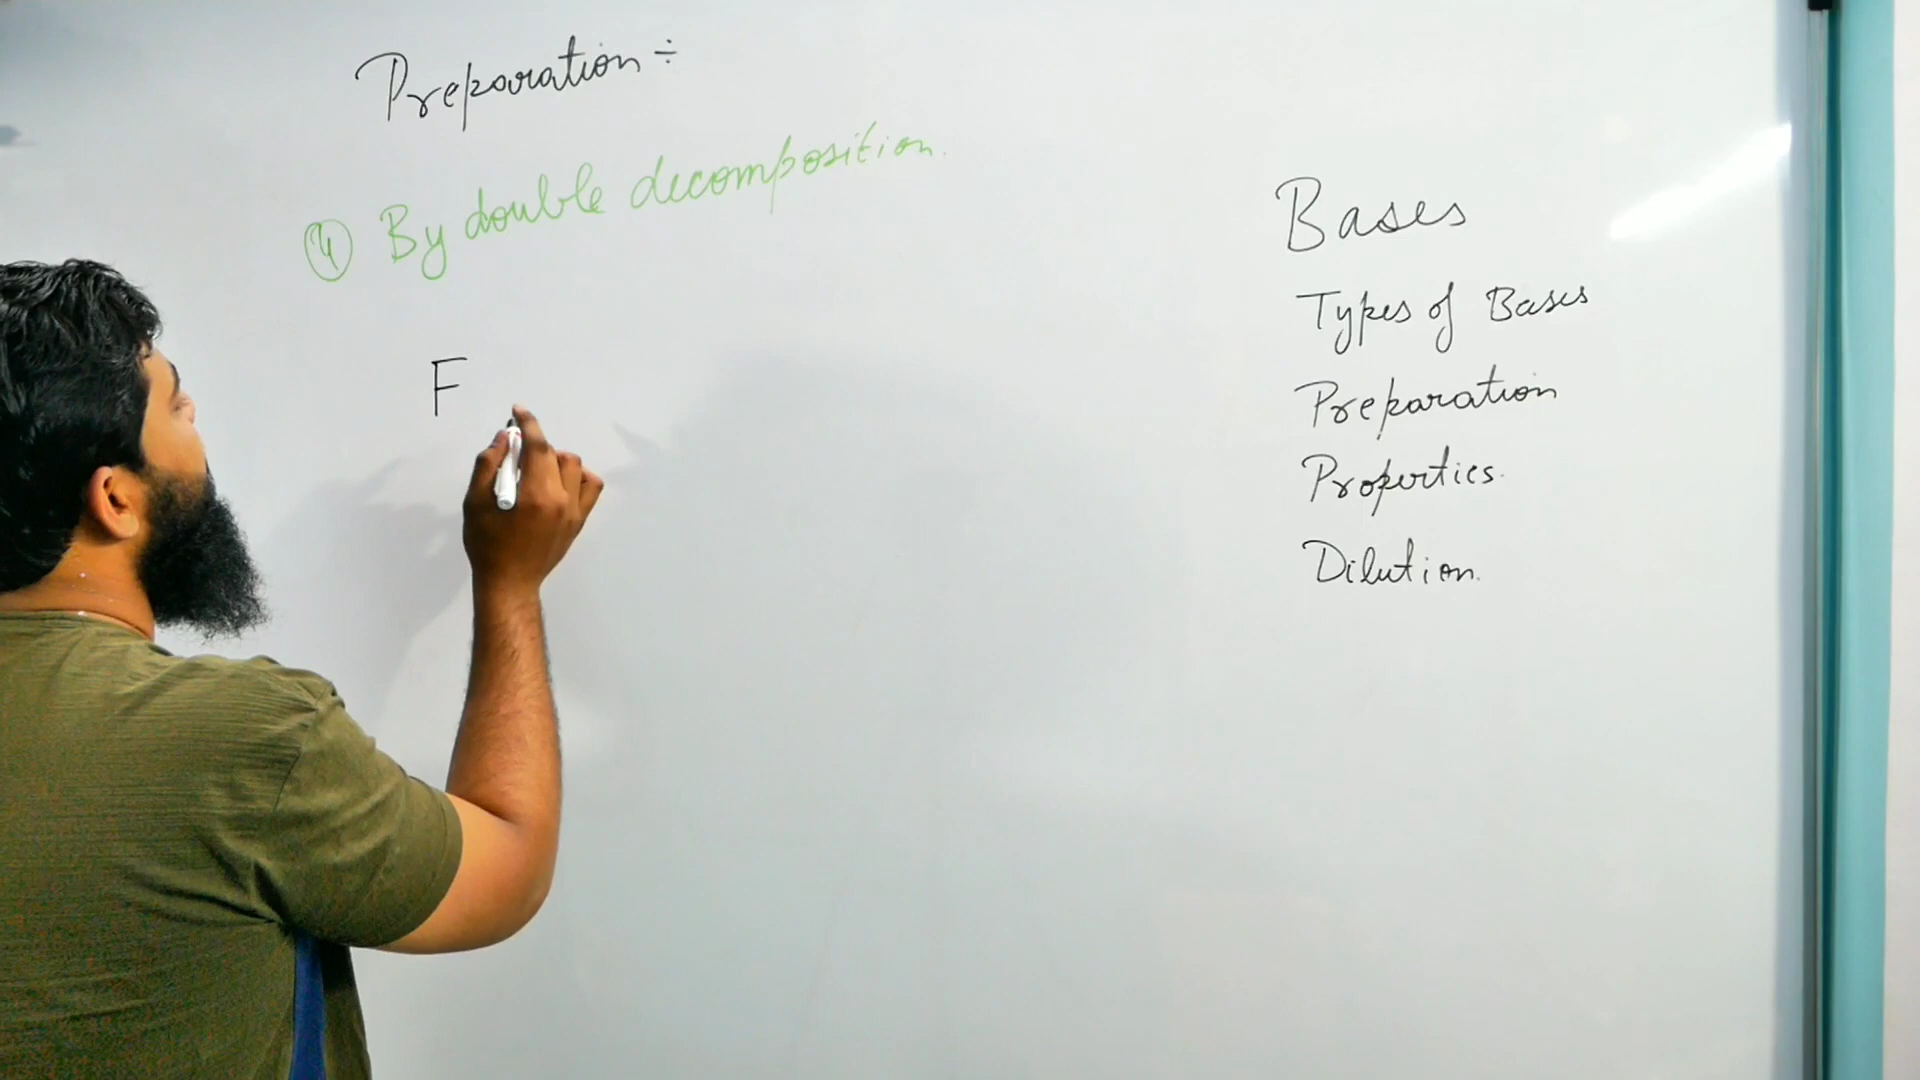 Preparation ÷
④ By double decomposition.
F
Bases
Types of Bases
Preparation
Properties.
Dilution.